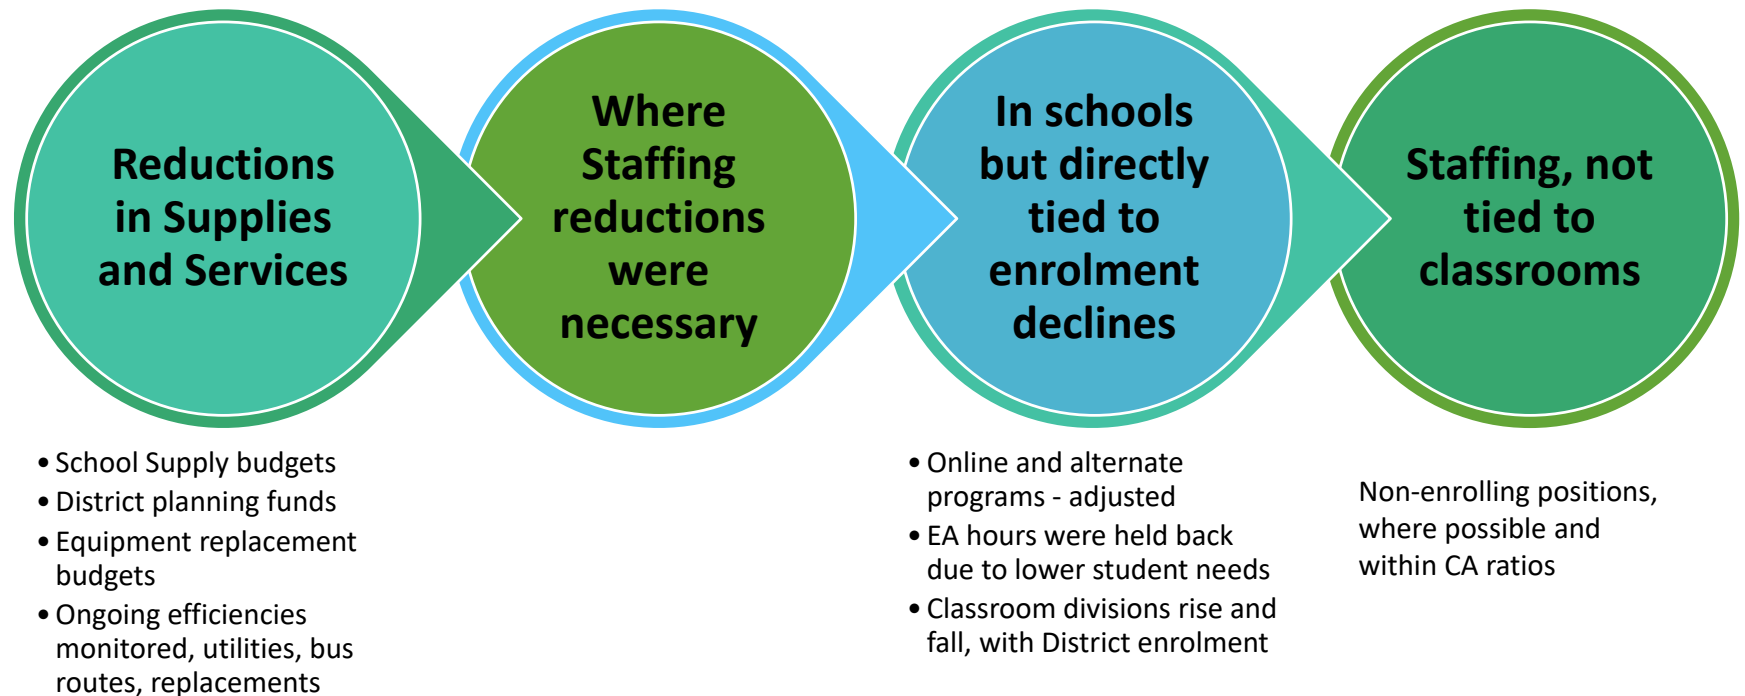 Reductions
in Supplies
and Services
• School Supply budgets
• District planning funds
• Equipment replacement
budgets
• Ongoing efficiencies
monitored, utilities, bus
routes, replacements
Where
Staffing
reductions
were
necessary
In schools
but directly
tied to
enrolment
declines
• Online and alternate
programs - adjusted
• EA hours were held back
due to lower student needs
• Classroom divisions rise and
fall, with District enrolment
Staffing, not
tied to
classrooms
Non-enrolling positions,
where possible and
within CA ratios